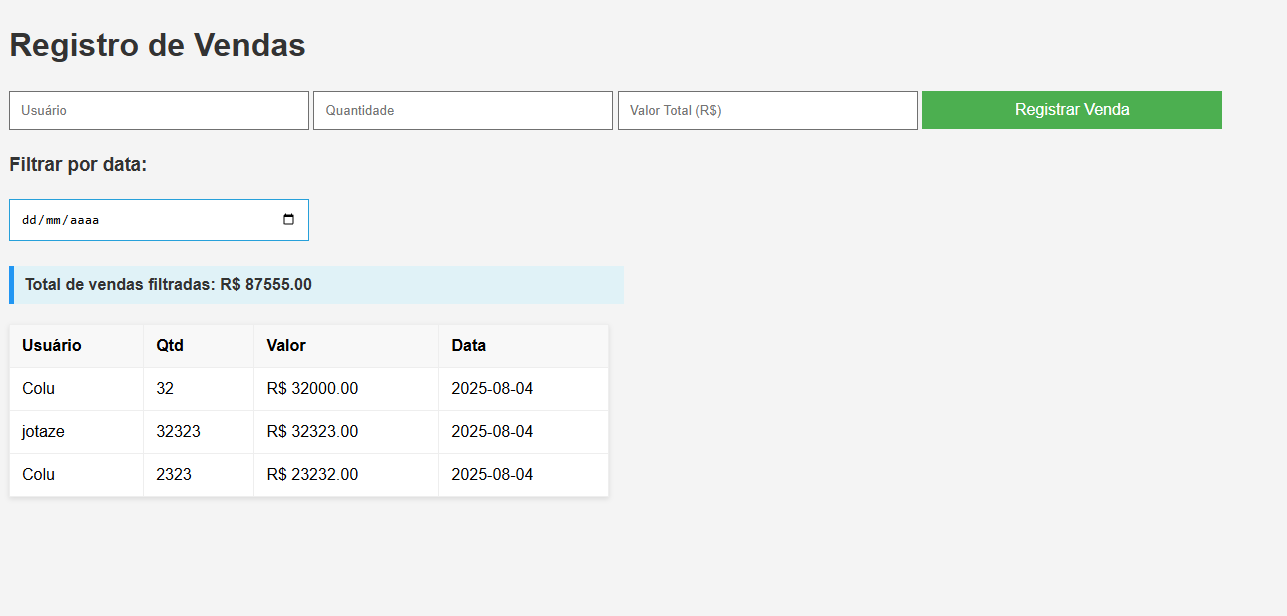 Registro de Vendas
Usuário Quantidade Valor Total (R$) Registrar Venda
Filtrar por data:
dd/mm/aaaa
Total de vendas filtradas: R$ 87555.00
Usuário Qtd Valor Data
Colu 32 R$ 32000.00 2025-08-04
jotaze 32323 R$ 32323.00 2025-08-04
Colu 2323 R$ 23232.00 2025-08-04